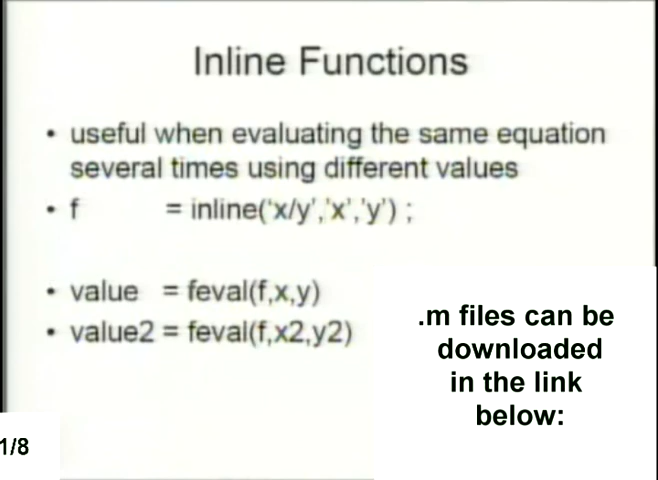 Inline Functions
• useful when evaluating the same equation
several times using different values
• f = inline('x/y','x','y') ;
• value = feval(f,x,y)
• value2 = feval(f,x2,y2)
.m files can be
downloaded
in the link
below:
1/8